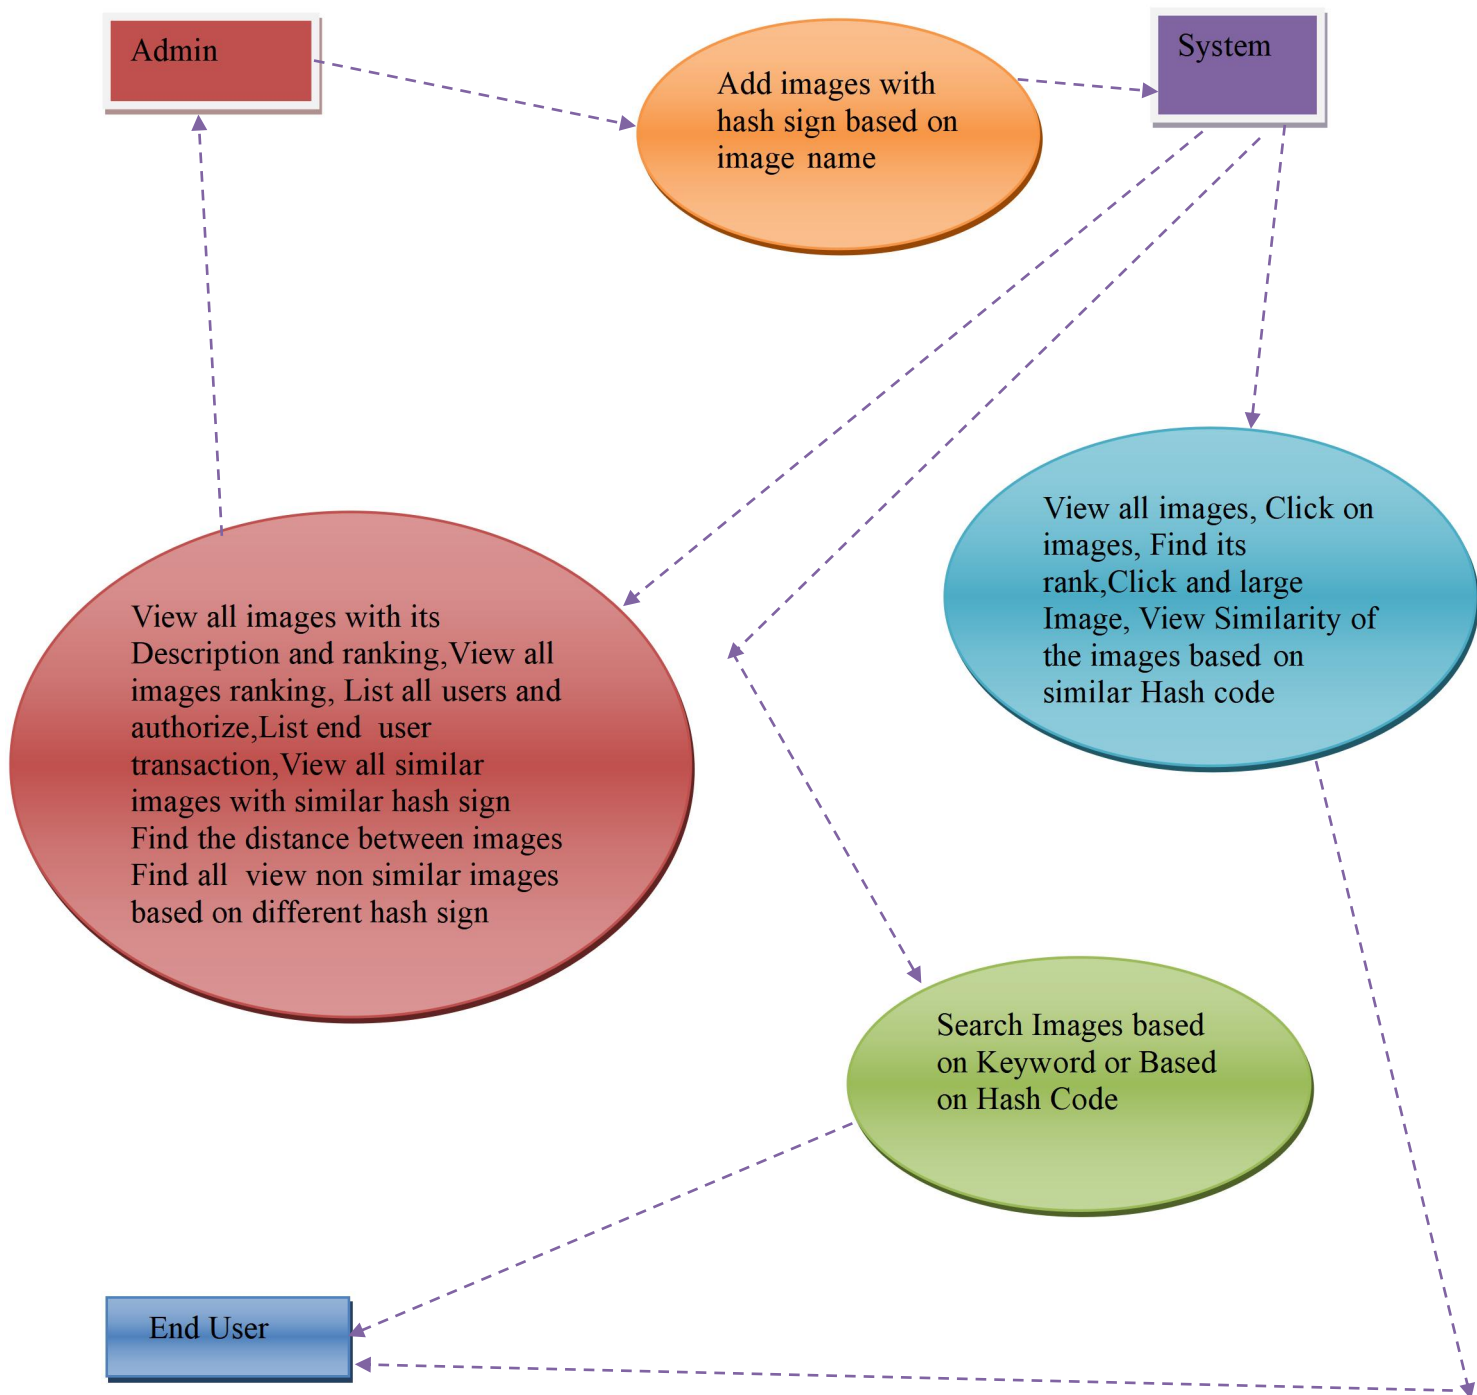 Admin
Add images with
hash sign based on
image name
System
View all images, Click on
images, Find its
rank,Click and large
Image, View Similarity of
the images based on
similar Hash code
View all images with its
Description and ranking,View all
images ranking, List all users and
authorize,List end user
transaction,View all similar
images with similar hash sign
Find the distance between images
Find all view non similar images
based on different hash sign
Search Images based
on Keyword or Based
on Hash Code
End User